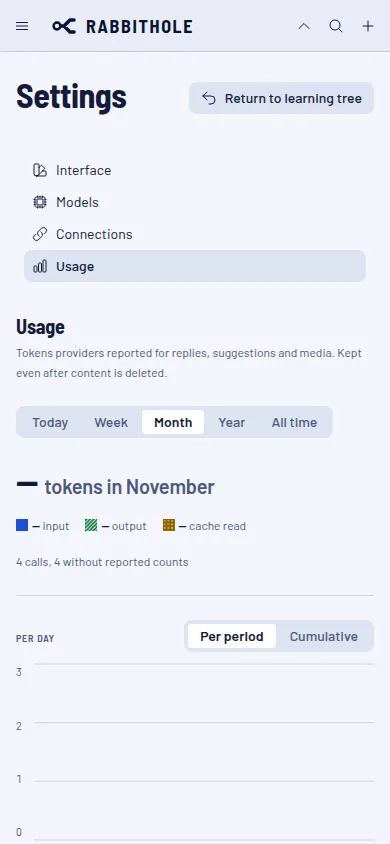 RABBITHOLE
Settings
Return to learning tree
Interface
Models
Connections
Usage
Usage
Tokens providers reported for replies, suggestions and media. Kept
even after content is deleted.
Today Week Month Year All time
— tokens in November
— input — output — cache read
4 calls, 4 without reported counts
PER DAY
Per period Cumulative
3
2
1
0